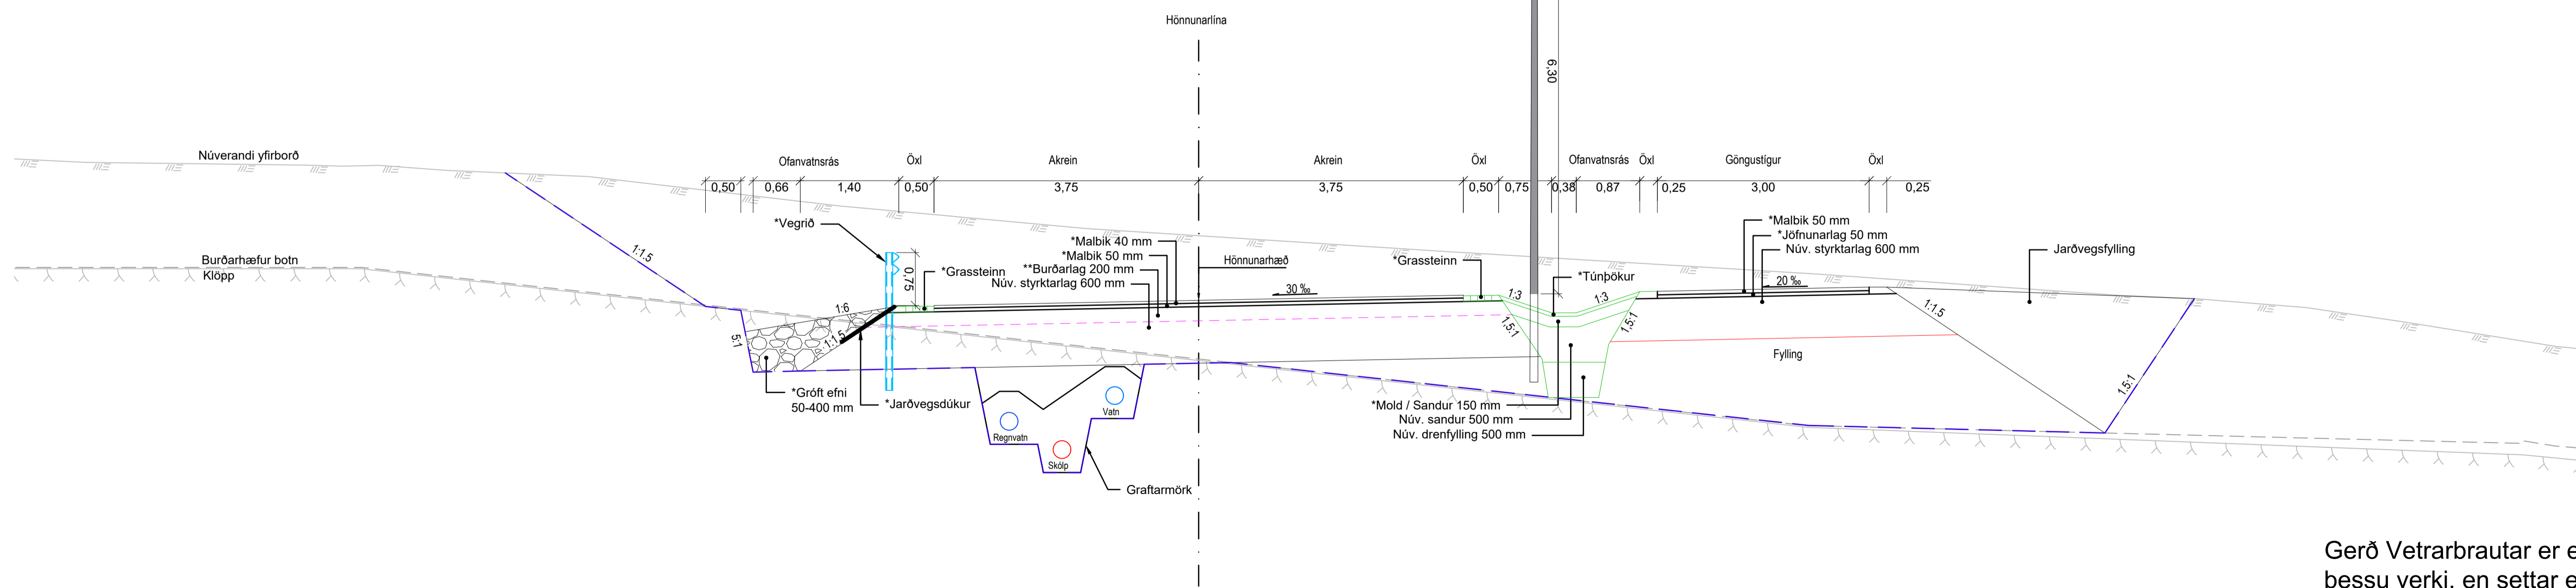 Hönnunarlína
6,30
Núverandi yfirborð
Ofanvatnsrás
Öxl
Akrein
Akrein
Öxl
Ofanvatnsrás
Öxl
Göngustígur
Öxl
0,50
0,66
1,40
0,50
3,75
3,75
0,50
0,75
0,38
0,87
0,25
3,00
0,25
*Vegrið
*Malbik 50 mm
*Jöfnunarlag 50 mm
Núv. styrktarlag 600 mm
Jarðvegsfylling
1:1.5
*Malbik 40 mm
*Malbik 50 mm
**Burðarlag 200 mm
Núv. styrktarlag 600 mm
Burðarhæfur botn
Klöpp
0,75
*Grassteinn
Hönnunarhæð
*Grassteinn
*Túnþökur
30 ‰
1:3
1:3
20 ‰
1:1.5
1:6
1:1.5
5:1
1.5:1
1,5:1
Fylling
1.5:1
*Gróft efni
50-400 mm
*Jarðvegsdúkur
Vatn
Regnvatn
Skólp
Graftarmörk
*Mold / Sandur 150 mm
Núv. sandur 500 mm
Núv. drenfylling 500 mm
Gerð Vetrarbrautar er e
þessu verki, en settar e